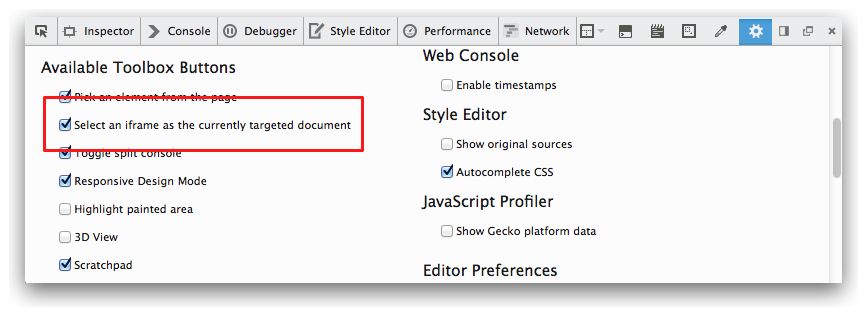 Inspector Console Debugger Style Editor Performance Network
Available Toolbox Buttons
Pick an element from the page
Select an iframe as the currently targeted document
Toggle split console
Responsive Design Mode
Highlight painted area
3D View
Scratchpad
Web Console
Enable timestamps
Style Editor
Show original sources
Autocomplete CSS
JavaScript Profiler
Show Gecko platform data
Editor Preferences